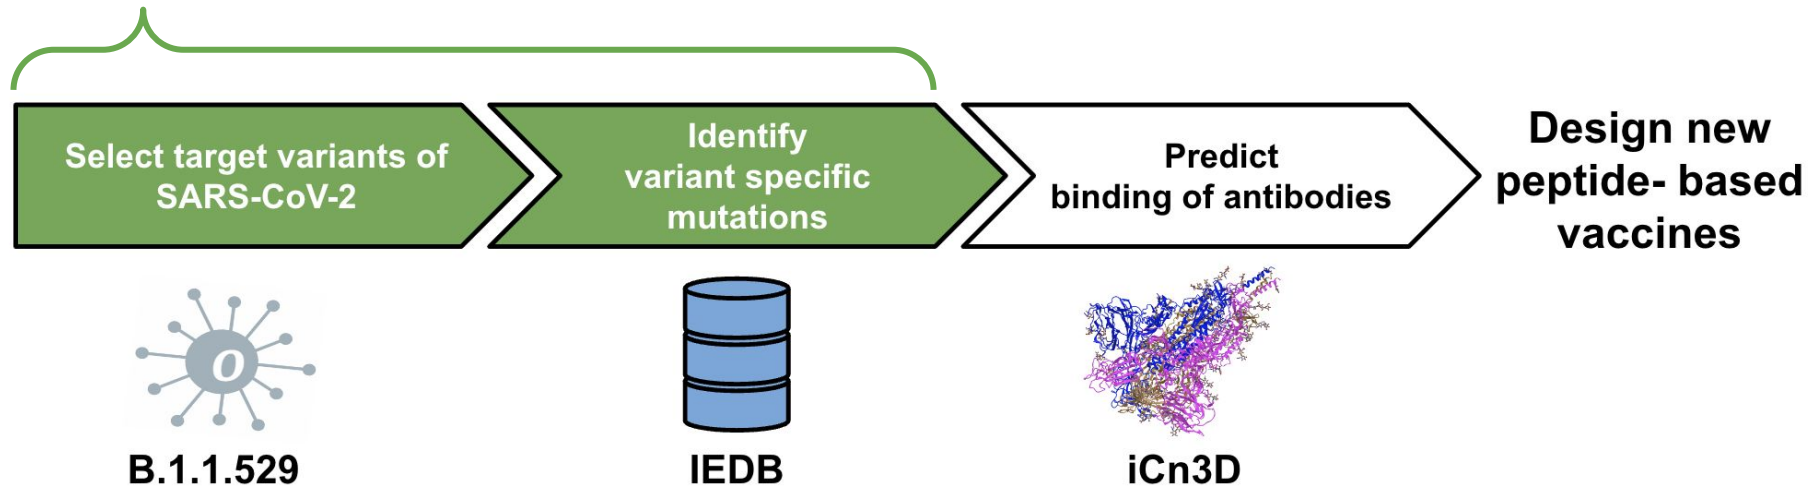 Select target variants of
SARS-CoV-2
Identify
variant specific
mutations
Predict
binding of antibodies
Design new
peptide- based
vaccines
o
B.1.1.529
IEDB
iCn3D